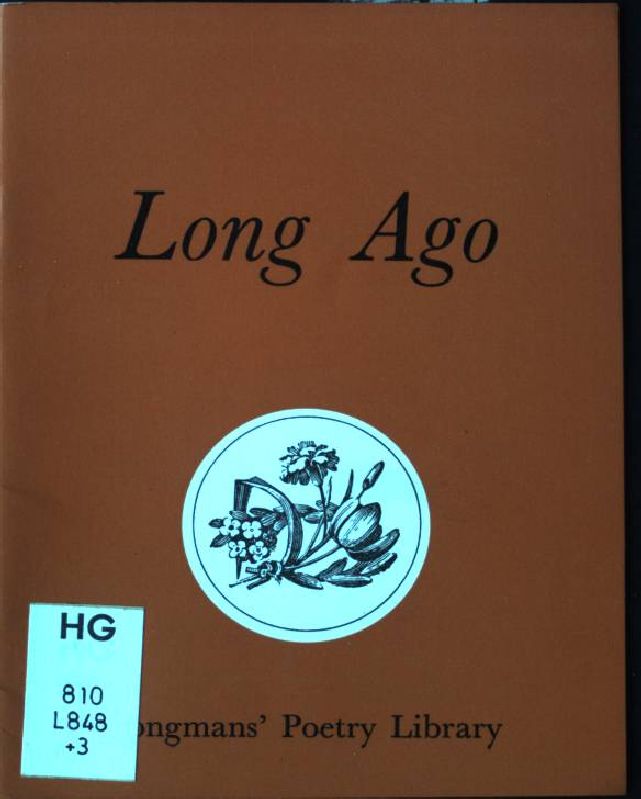 Long Ago
HG
810
L848
+3
ongmans' Poetry Library